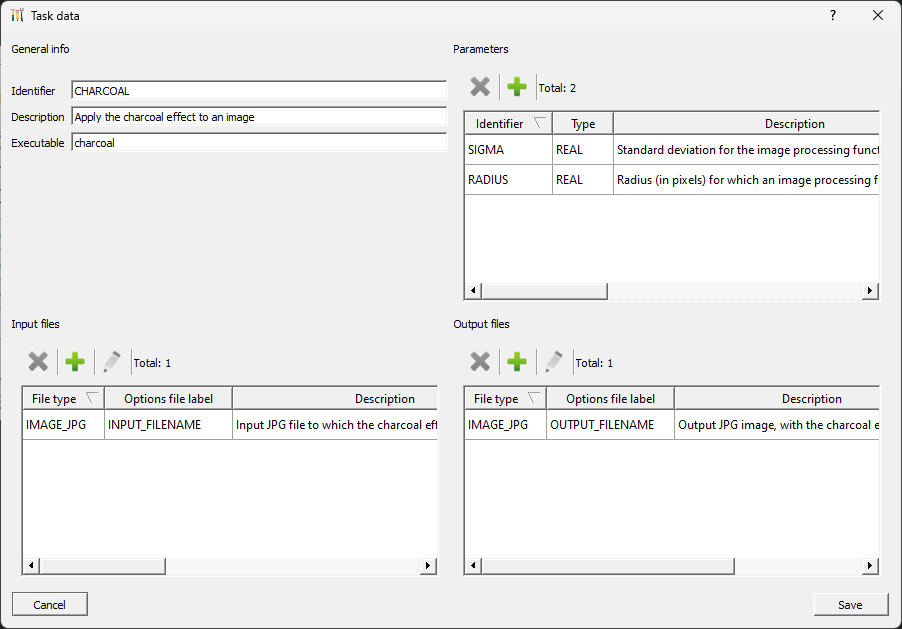 Task data
?
General info
Identifier CHARCOAL
Description Apply the charcoal effect to an image
Executable charcoal
Parameters
Total: 2
Identifier Type Description
SIGMA REAL Standard deviation for the image processing funct
RADIUS REAL Radius (in pixels) for which an image processing f
Input files
Total: 1
File type Options file label Description
IMAGE_JPG INPUT_FILENAME Input JPG file to which the charcoal eff
Output files
Total: 1
File type Options file label Description
IMAGE_JPG OUTPUT_FILENAME Output JPG image, with the charcoal e
Cancel
Save